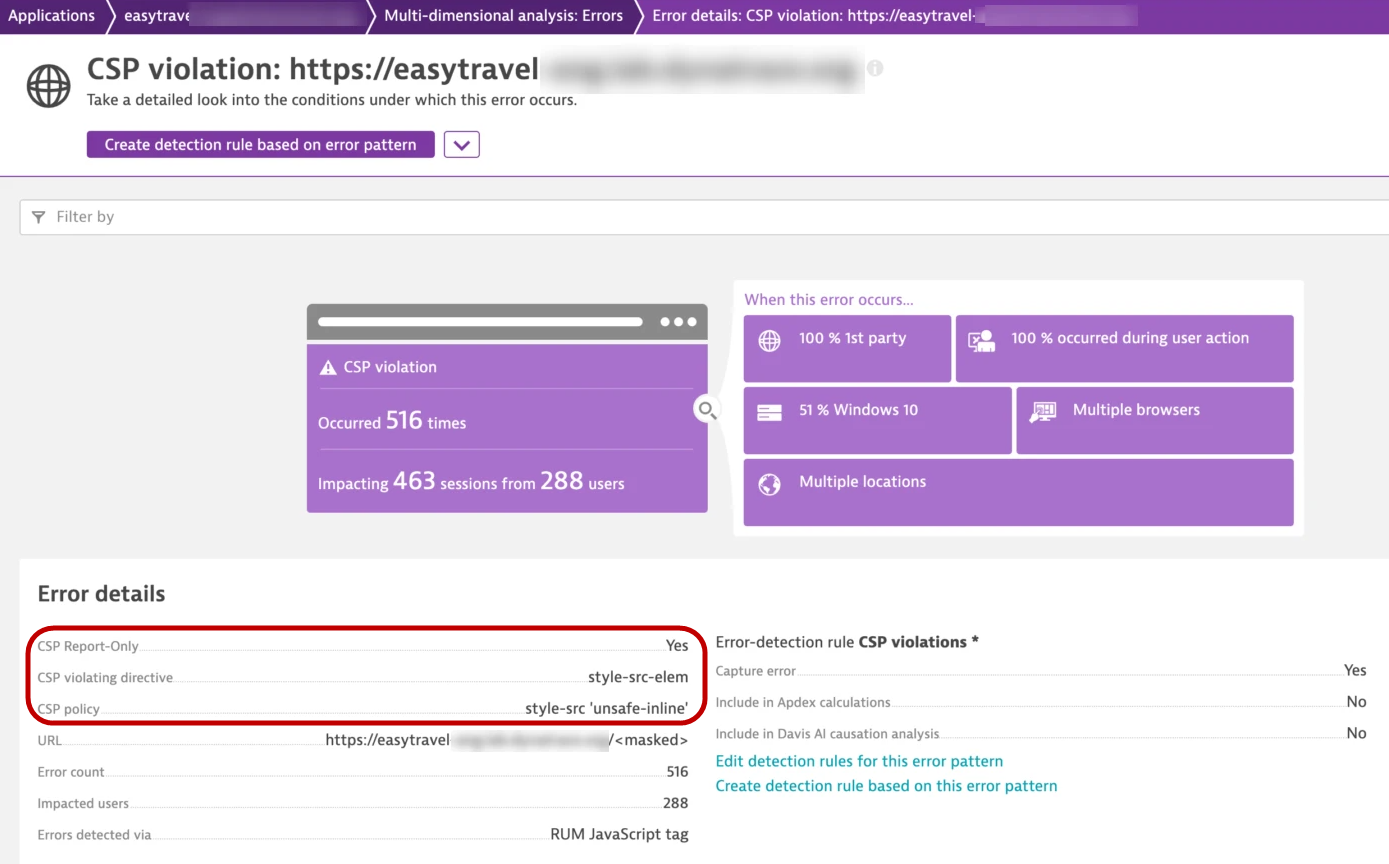 Applications easytrave Multi-dimensional analysis: Errors Error details: CSP violation: https://easytravel-
CSP violation: https://easytravel
Take a detailed look into the conditions under which this error occurs.
Create detection rule based on error pattern
Filter by
When this error occurs...
CSP violation
Occurred 516 times
Impacting 463 sessions from 288 users
100 % 1st party
100 % occurred during user action
51 % Windows 10
Multiple browsers
Multiple locations
Error details
CSP Report-Only Yes
CSP violating directive style-src-elem
CSP policy style-src 'unsafe-inline'
URL https://easytravel /<masked>
Error count 516
Impacted users 288
Errors detected via RUM JavaScript tag
Error-detection rule CSP violations *
Capture error Yes
Include in Apdex calculations No
Include in Davis AI causation analysis No
Edit detection rules for this error pattern
Create detection rule based on this error pattern